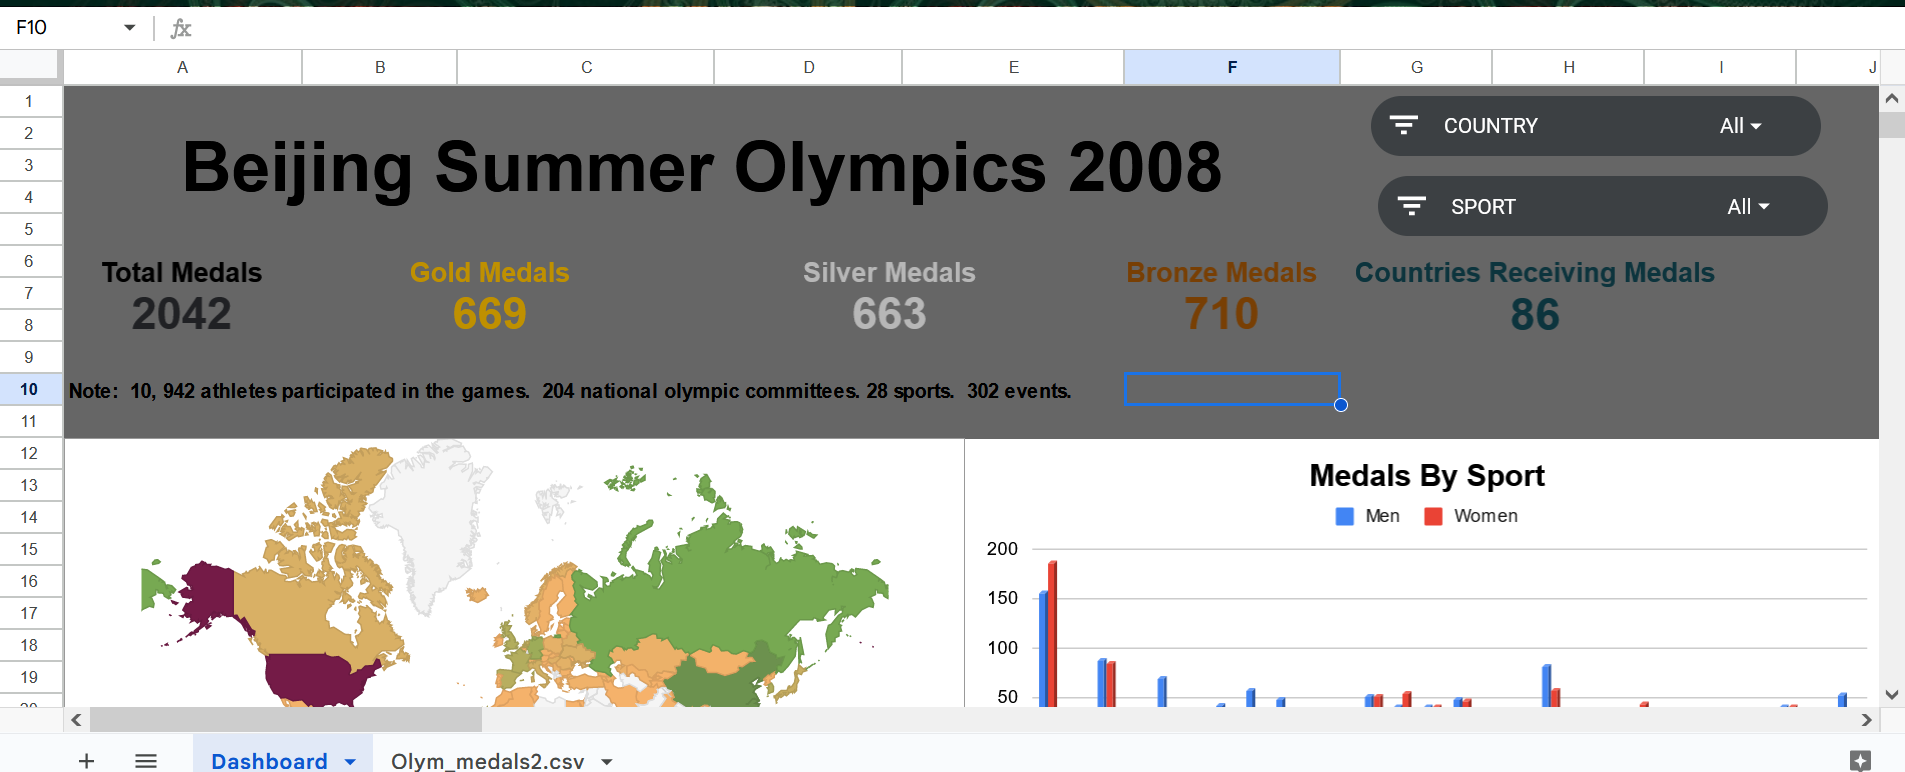 F10
fx
A B C D E F G H I J
1
2
3
4
5
6
7
8
9
10
11
12
13
14
15
16
17
18
19
20
COUNTRY All
Beijing Summer Olympics 2008
SPORT All
Total Medals Gold Medals Silver Medals Bronze Medals Countries Receiving Medals
2042 669 663 710 86
Note:  10, 942 athletes participated in the games.  204 national olympic committees. 28 sports.  302 events.
Medals By Sport
Men Women
200
150
100
50
+ Dashboard Olym_medals2.csv